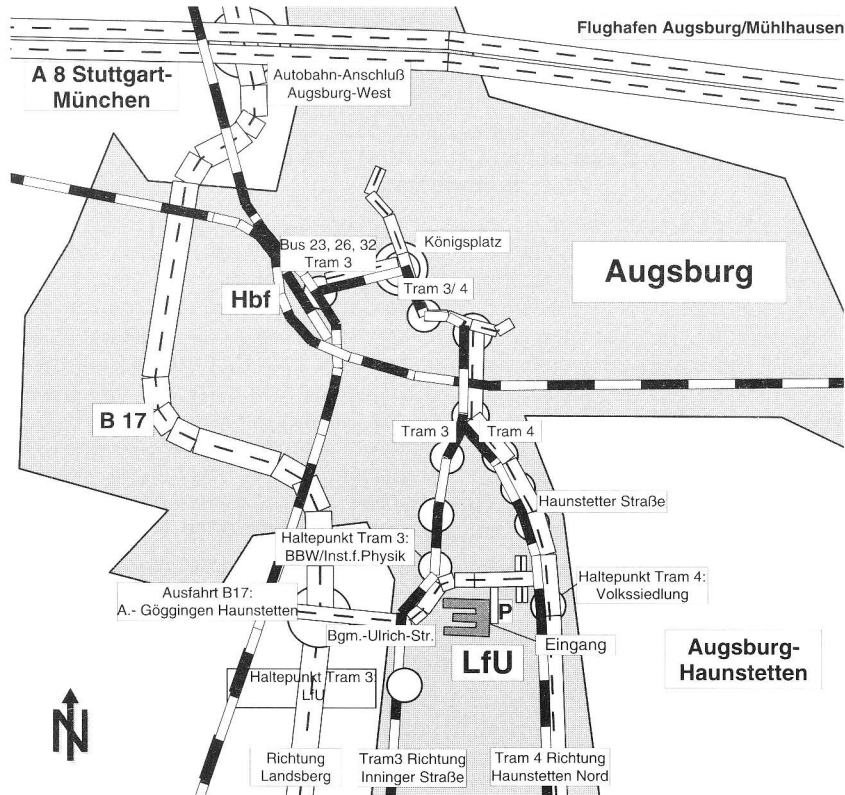 Flughafen Augsburg/Mühlhausen
A 8 Stuttgart-
München
Autobahn-Anschluß
Augsburg-West
Bus 23, 26, 32
Tram 3
Königsplatz
Augsburg
Hbf
Tram 3/ 4
B 17
Tram 3
Tram 4
Haunstetter Straße
Haltepunkt Tram 3:
BBW/Inst.f.Physik
Haltepunkt Tram 4:
Volkssiedlung
Ausfahrt B17:
A.- Göggingen Haunstetten
P
Bgm.-Ulrich-Str.
Eingang
Augsburg-
Haunstetten
LfU
Haltepunkt Tram 3:
LfU
N
Richtung
Landsberg
Tram3 Richtung
Inninger Straße
Tram 4 Richtung
Haunstetten Nord